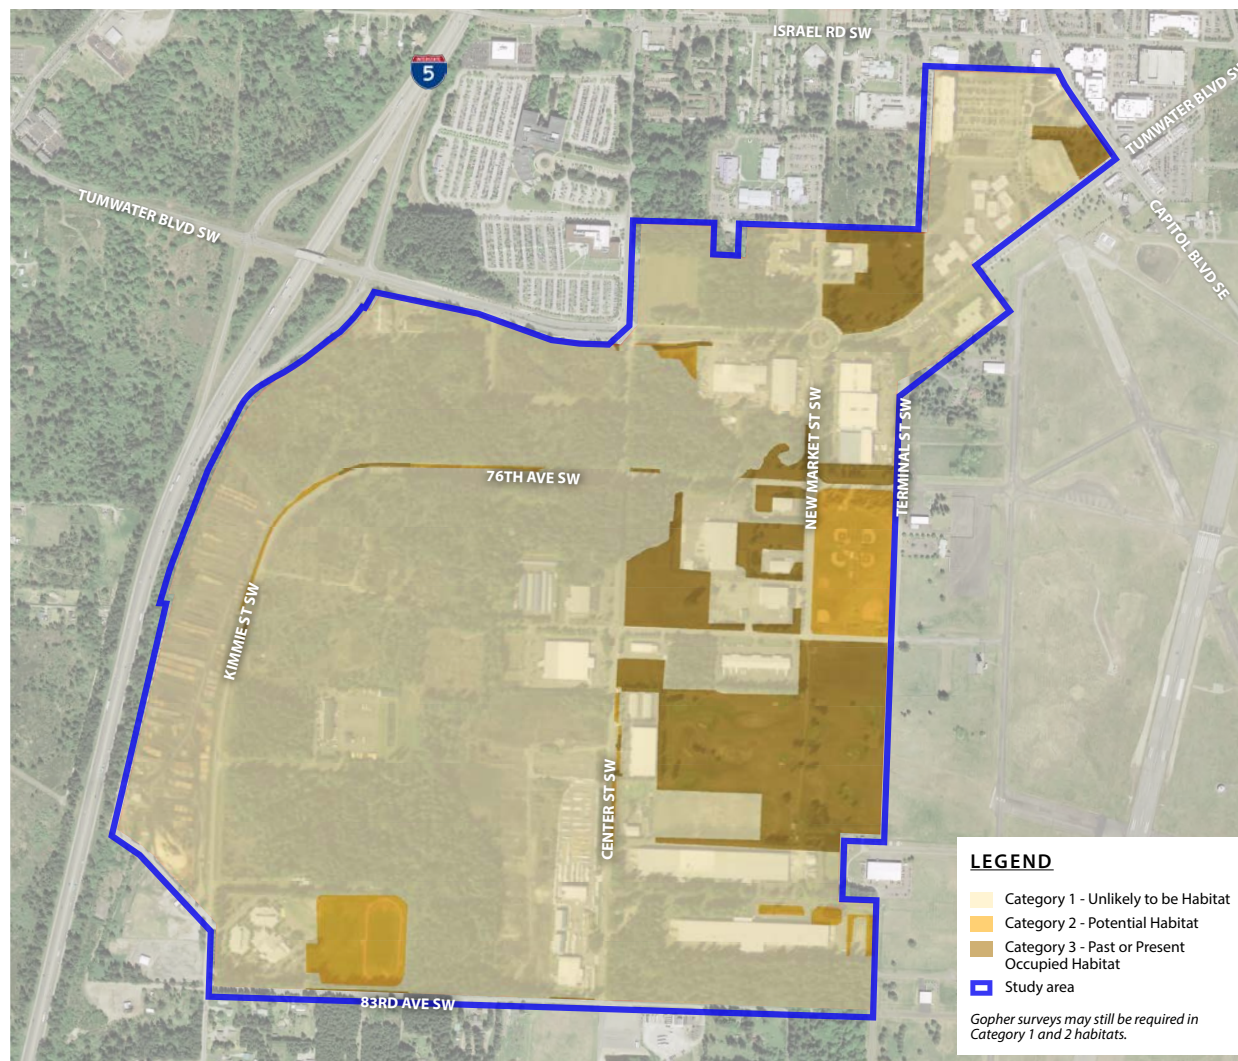 ISRAEL RD SW
INTERSTATE
5
TUMWATER BLVD SW
TUMWATER BLVD SW
CAPITOL BLVD SE
NEW MARKET ST SW
TERMINAL ST SW
76TH AVE SW
KIMMIE ST SW
CENTER ST SW
83RD AVE SW
LEGEND
Category 1 - Unlikely to be Habitat
Category 2 - Potential Habitat
Category 3 - Past or Present
Occupied Habitat
Study area
Gopher surveys may still be required in
Category 1 and 2 habitats.